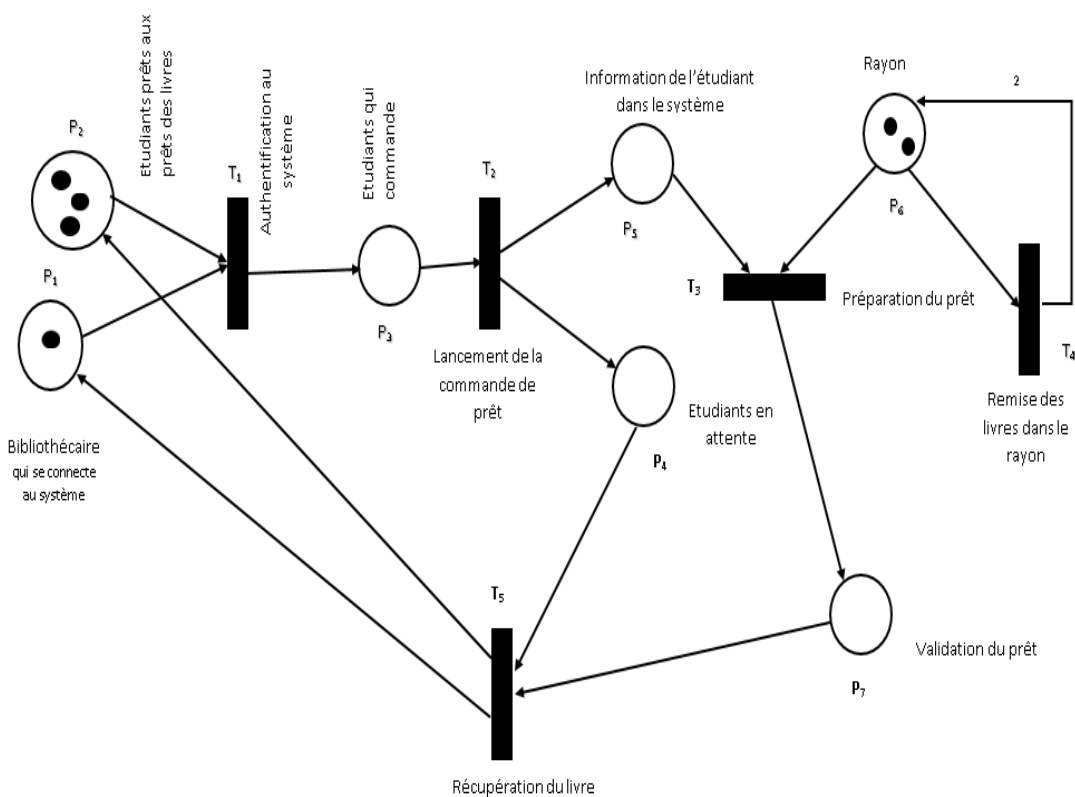 Etudiants prêts aux
prêts des livres
P2
T1
Authentification au
système
Etudiants qui
commande
P3
T2
Lancement de la
commande de
prêt
Information de l'étudiant
dans le système
P5
Rayon
2
P6
T3
Préparation du prêt
T4
Remise des
livres dans le
rayon
P1
Bibliothécaire
qui se connecte
au système
Etudiants en
attente
P4
T5
Récupération du livre
Validation du prêt
P7